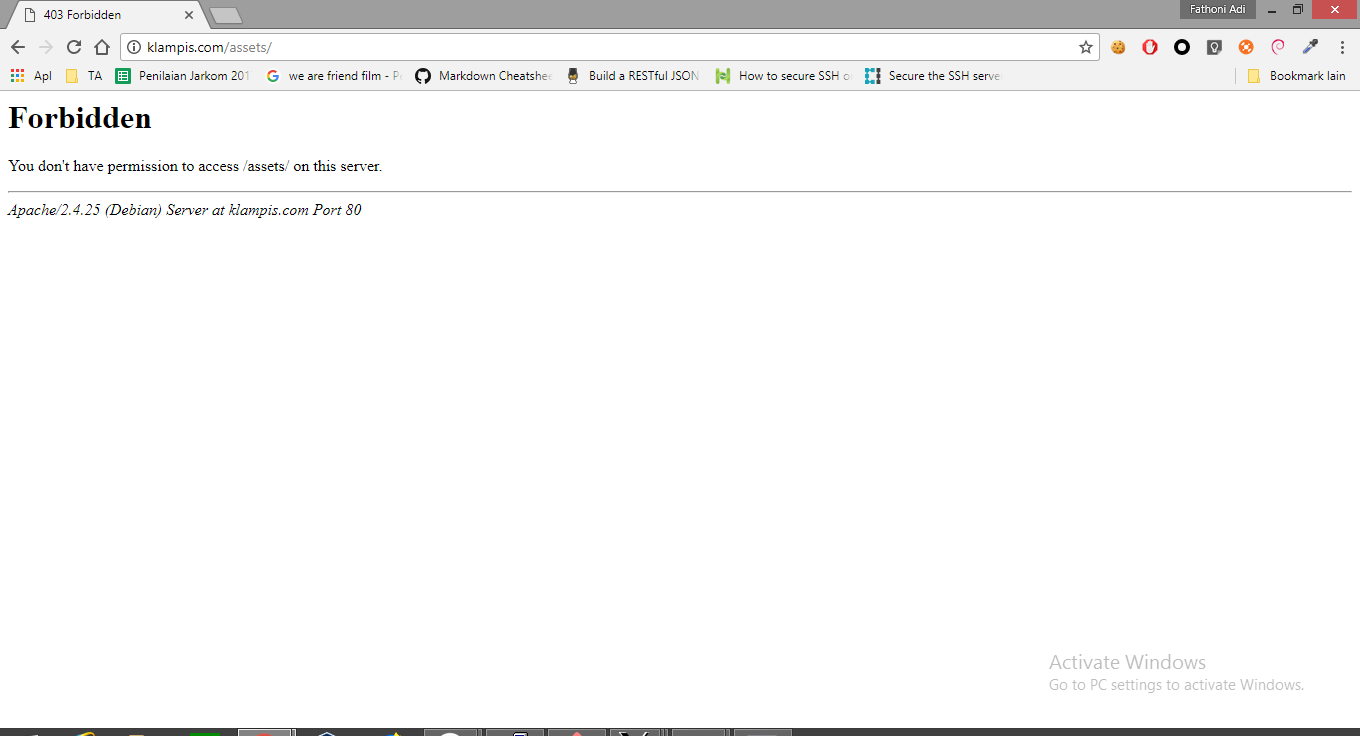 403 Forbidden
Fathoni Adi
klampis.com/assets/
Apl
TA
Penilaian Jarkom 201
we are friend film - P
Markdown Cheatshee
Build a RESTful JSON
How to secure SSH o
Secure the SSH serve
Bookmark lain
Forbidden
You don't have permission to access /assets/ on this server.
Apache/2.4.25 (Debian) Server at klampis.com Port 80
Activate Windows
Go to PC settings to activate Windows.